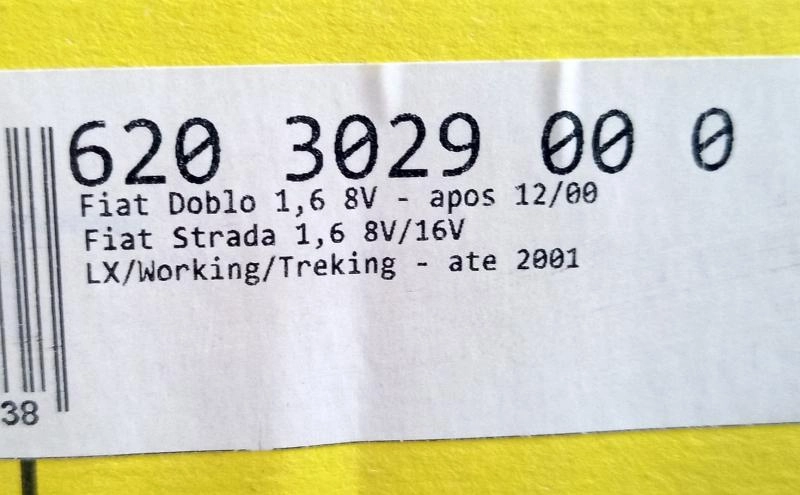 620 3029 00 0
Fiat Doblo 1,6 8V - apos 12/00
Fiat Strada 1,6 8V/16V
LX/Working/Treking - ate 2001
38